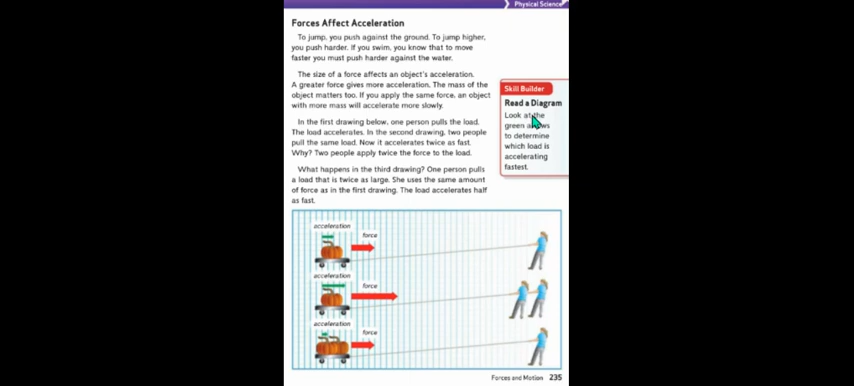 Physical Science
Forces Affect Acceleration
To jump, you push against the ground. To jump higher,
you push harder. If you swim, you know that to move
faster you must push harder against the water.
The size of a force affects an object's acceleration.
A greater force gives more acceleration. The mass of the
object matters too. If you apply the same force, an object
with more mass will accelerate more slowly.
In the first drawing below, one person pulls the load.
The load accelerates. In the second drawing, two people
pull the same load. Now it accelerates twice as fast.
Why? Two people apply twice the force to the load.
What happens in the third drawing? One person pulls
a load that is twice as large. She uses the same amount
of force as in the first drawing. The load accelerates half
as fast.
Skill Builder
Read a Diagram
Look at the
green arrows
to determine
which load is
accelerating
fastest.
acceleration
force
acceleration
force
acceleration
force
Forces and Motion 235